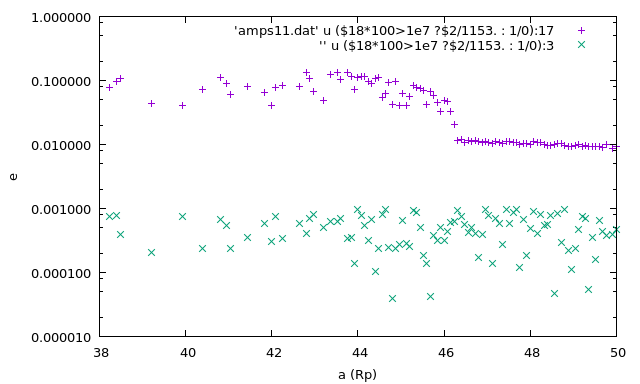 1.000000
0.100000
0.010000
0.001000
0.000100
0.000010
e
'amps11.dat' u ($18*100>1e7 ?$2/1153. : 1/0):17
'' u ($18*100>1e7 ?$2/1153. : 1/0):3
38 40 42 44 46 48 50
a (Rp)